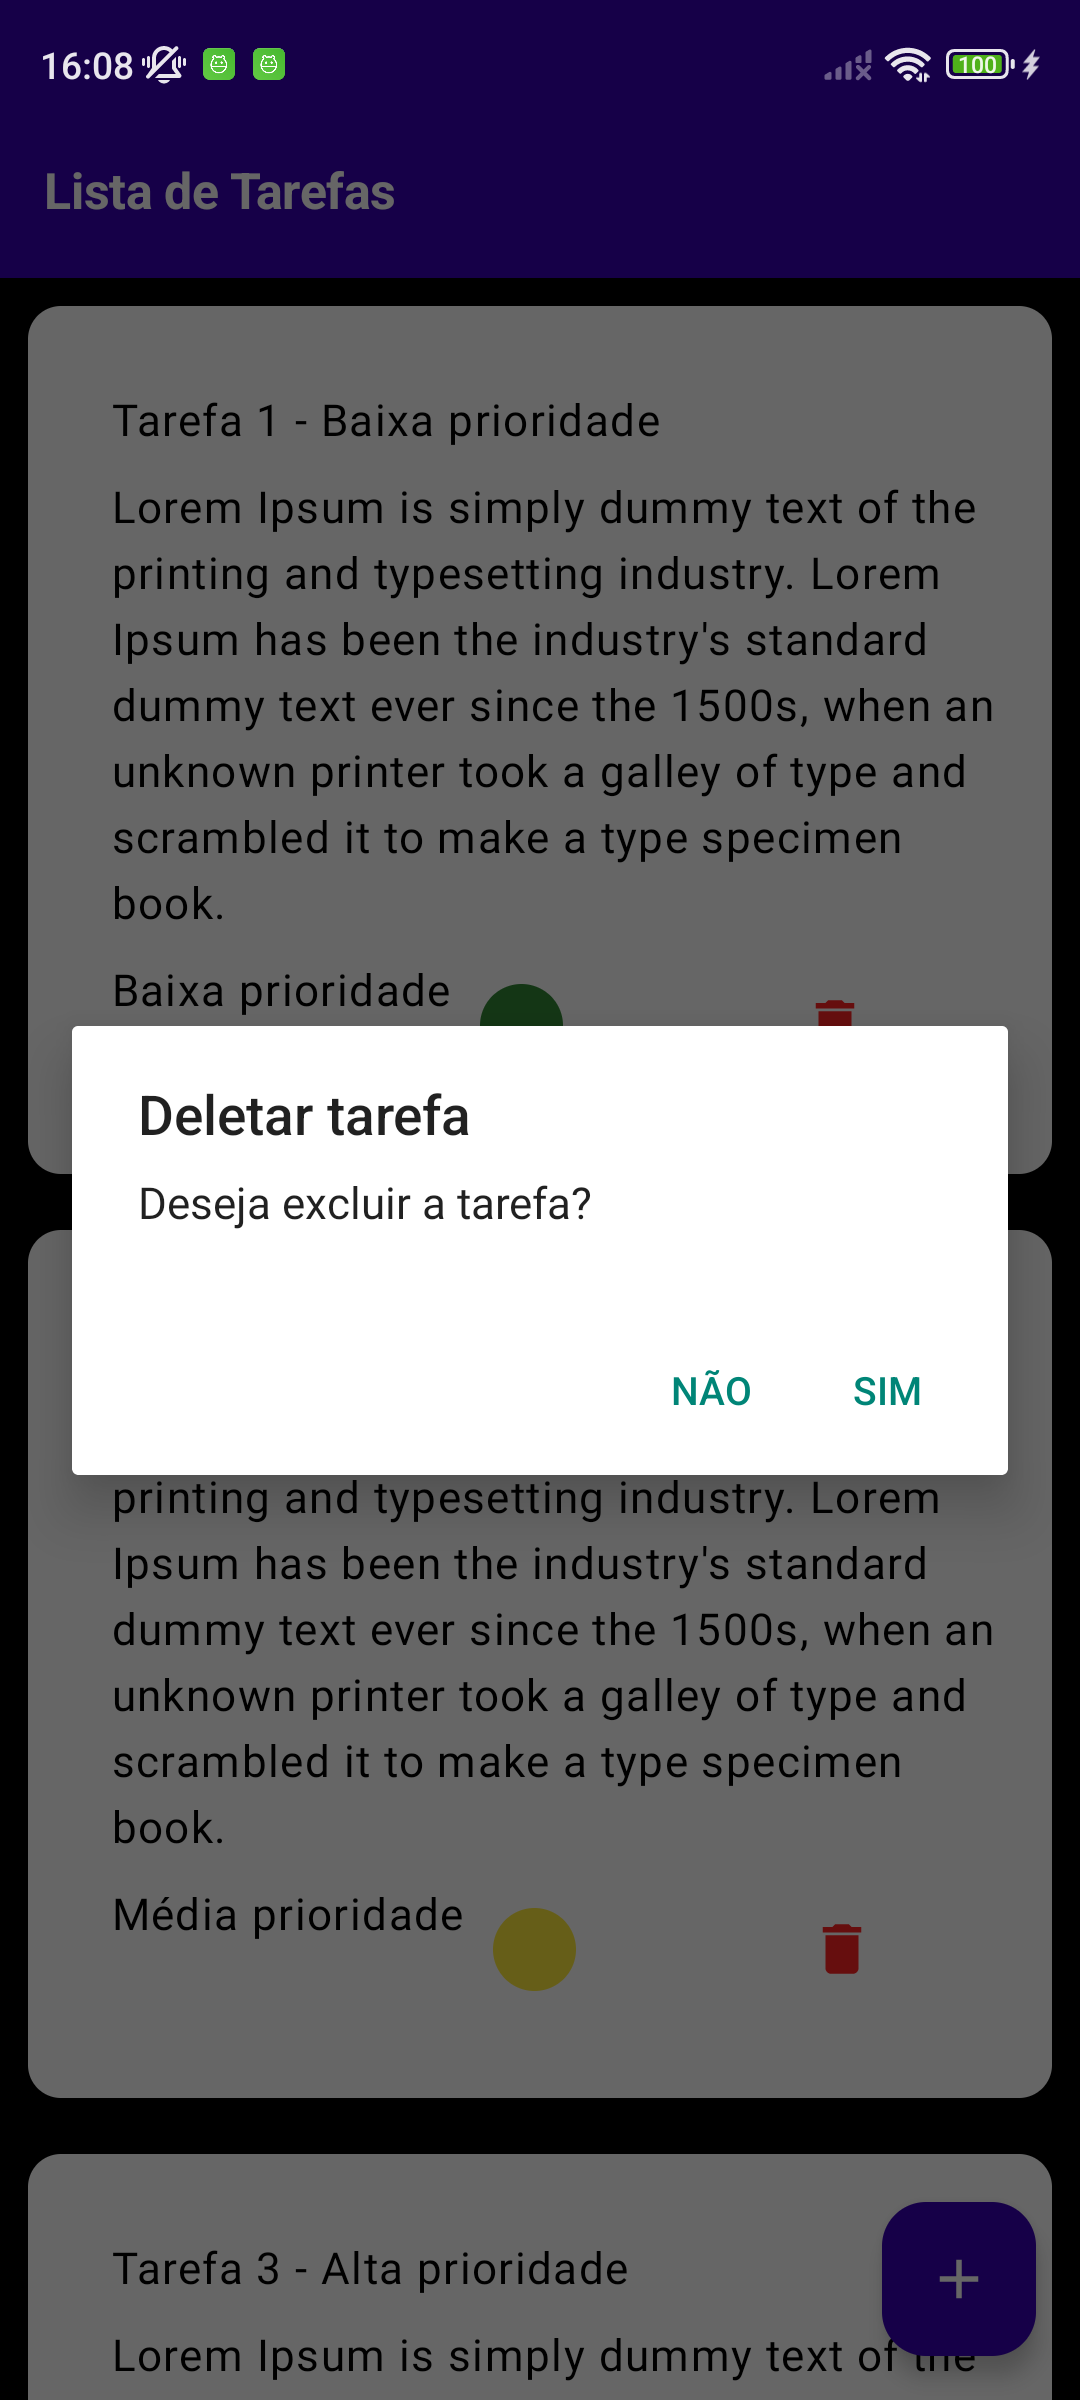 16:08
100
Lista de Tarefas
Tarefa 1 - Baixa prioridade
Lorem Ipsum is simply dummy text of the
printing and typesetting industry. Lorem
Ipsum has been the industry's standard
dummy text ever since the 1500s, when an
unknown printer took a galley of type and
scrambled it to make a type specimen
book.
Baixa prioridade
Deletar tarefa
Deseja excluir a tarefa?
NÃO
SIM
printing and typesetting industry. Lorem
Ipsum has been the industry's standard
dummy text ever since the 1500s, when an
unknown printer took a galley of type and
scrambled it to make a type specimen
book.
Média prioridade
Tarefa 3 - Alta prioridade
Lorem Ipsum is simply dummy text of the